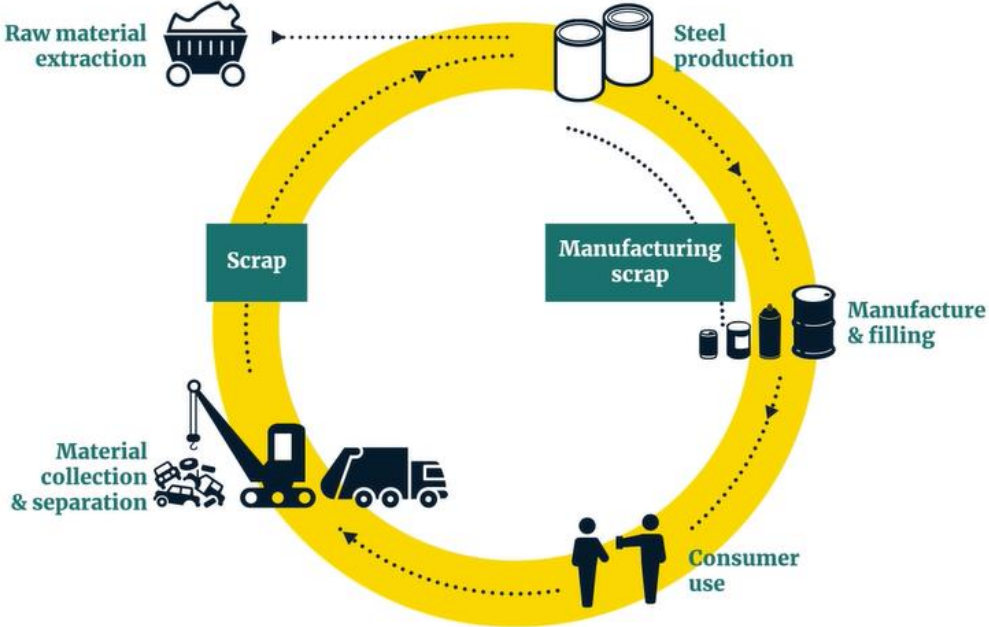 Raw material
extraction
Steel
production
Scrap
Manufacturing
scrap
Manufacture
& filling
Material
collection
& separation
Consumer
use